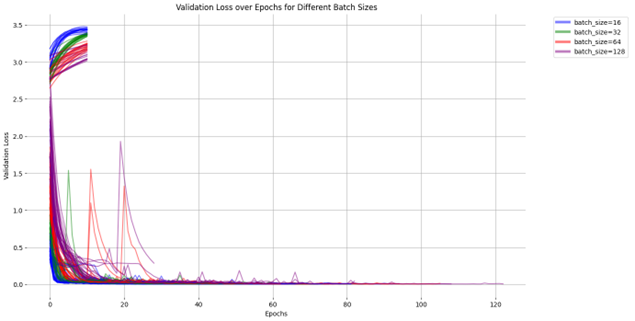 Validation Loss over Epochs for Different Batch Sizes
batch_size=16
batch_size=32
batch_size=64
batch_size=128
3.5
3.0
2.5
2.0
1.5
1.0
0.5
0.0
Validation Loss
0
20
40
60
80
100
120
Epochs